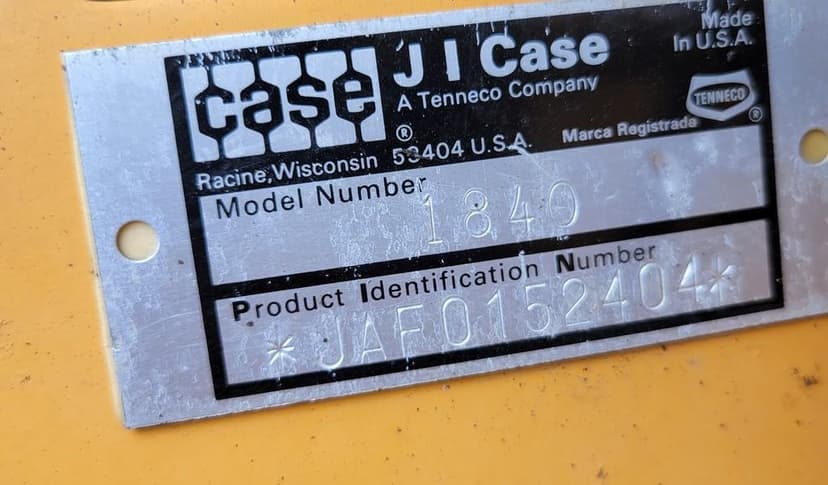 case
J I Case
A Tenneco Company
Made
In U.S.A.
TENNECO
®
®
Racine, Wisconsin 53404 U.S.A.
Marca Registrada
Model Number
1840
Product Identification Number
*JAF0152404*